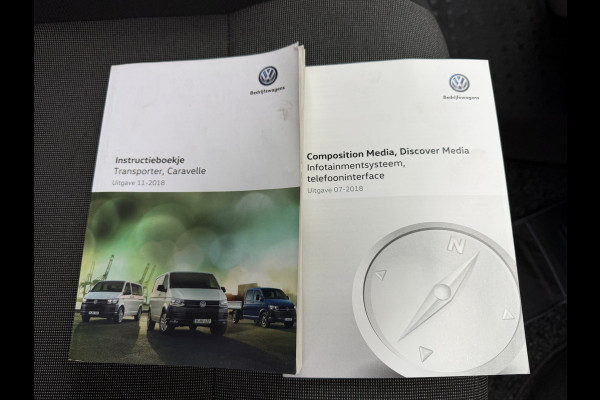 Bedrijfswagens
Instructieboekje
Transporter, Caravelle
Uitgave 11-2018
Bedrijfswagens
Composition Media, Discover Media
Infotainmentsysteem,
telefooninterface
Uitgave 07-2018
N